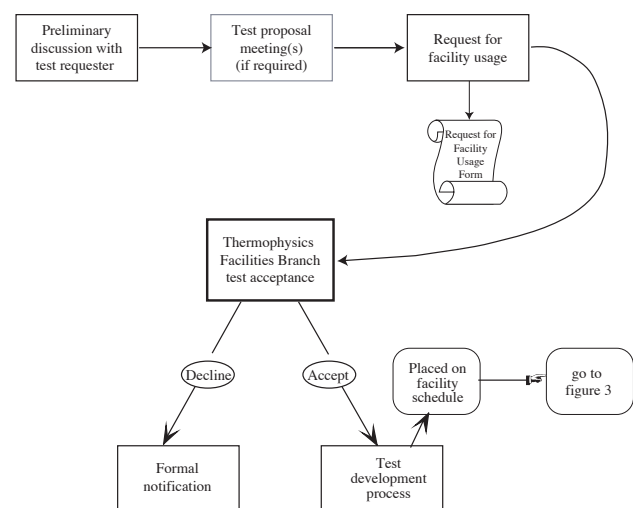 Preliminary
discussion with
test requester
Test proposal
meeting(s)
(if required)
Request for
facility usage
Request for
Facility
Usage
Form
Thermophysics
Facilities Branch
test acceptance
Decline
Accept
Placed on
facility
schedule
go to
figure 3
Formal
notification
Test
development
process